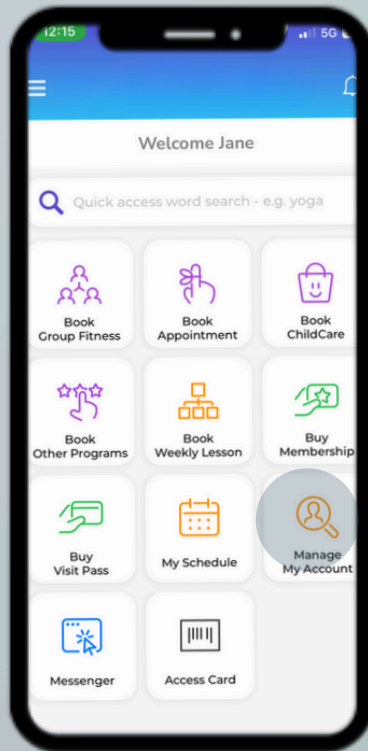 12:15
5G
Welcome Jane
Quick access word search - e.g. yoga
Book
Group Fitness
Book
Appointment
Book
ChildCare
Book
Other Programs
Book
Weekly Lesson
Buy
Membership
Buy
Visit Pass
My Schedule
Manage
My Account
Messenger
Access Card